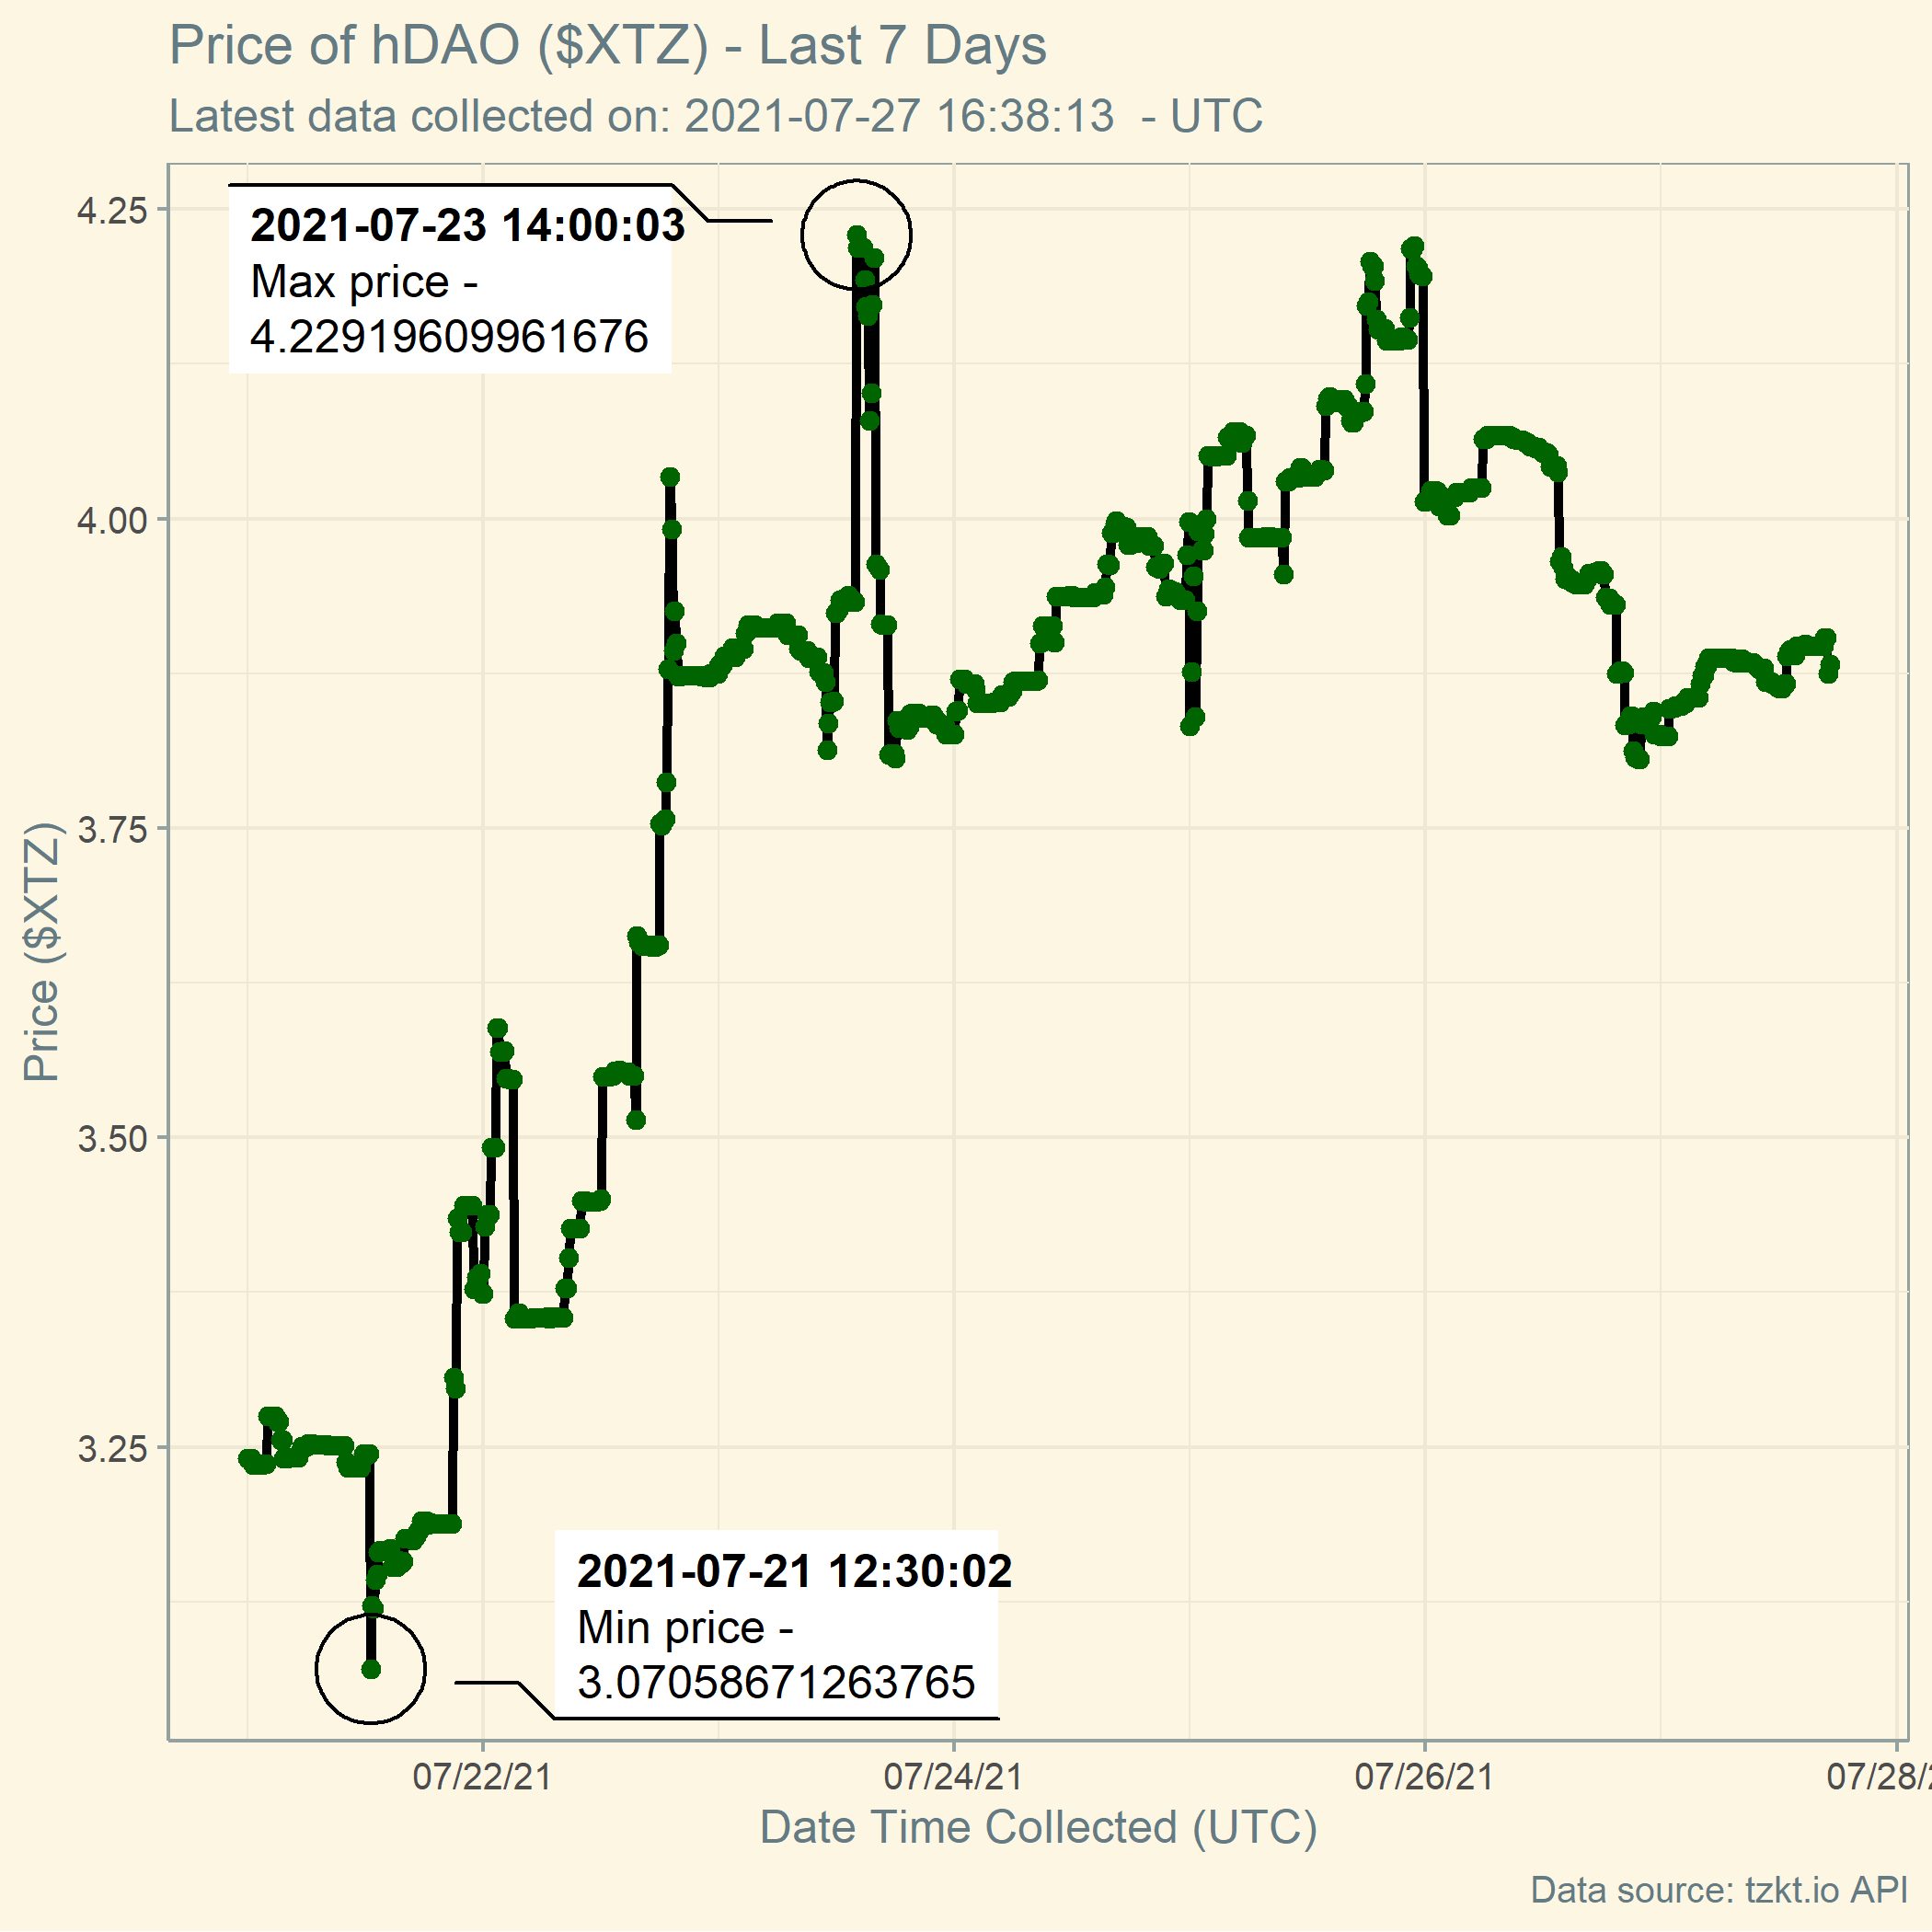 Price of hDAO ($XTZ) - Last 7 Days
Latest data collected on: 2021-07-27 16:38:13  - UTC
4.25
4.00
3.75
3.50
3.25
Price ($XTZ)
2021-07-23 14:00:03
Max price -
4.22919609961676
2021-07-21 12:30:02
Min price -
3.07058671263765
07/22/21
07/24/21
07/26/21
07/28/2
Date Time Collected (UTC)
Data source: tzkt.io API